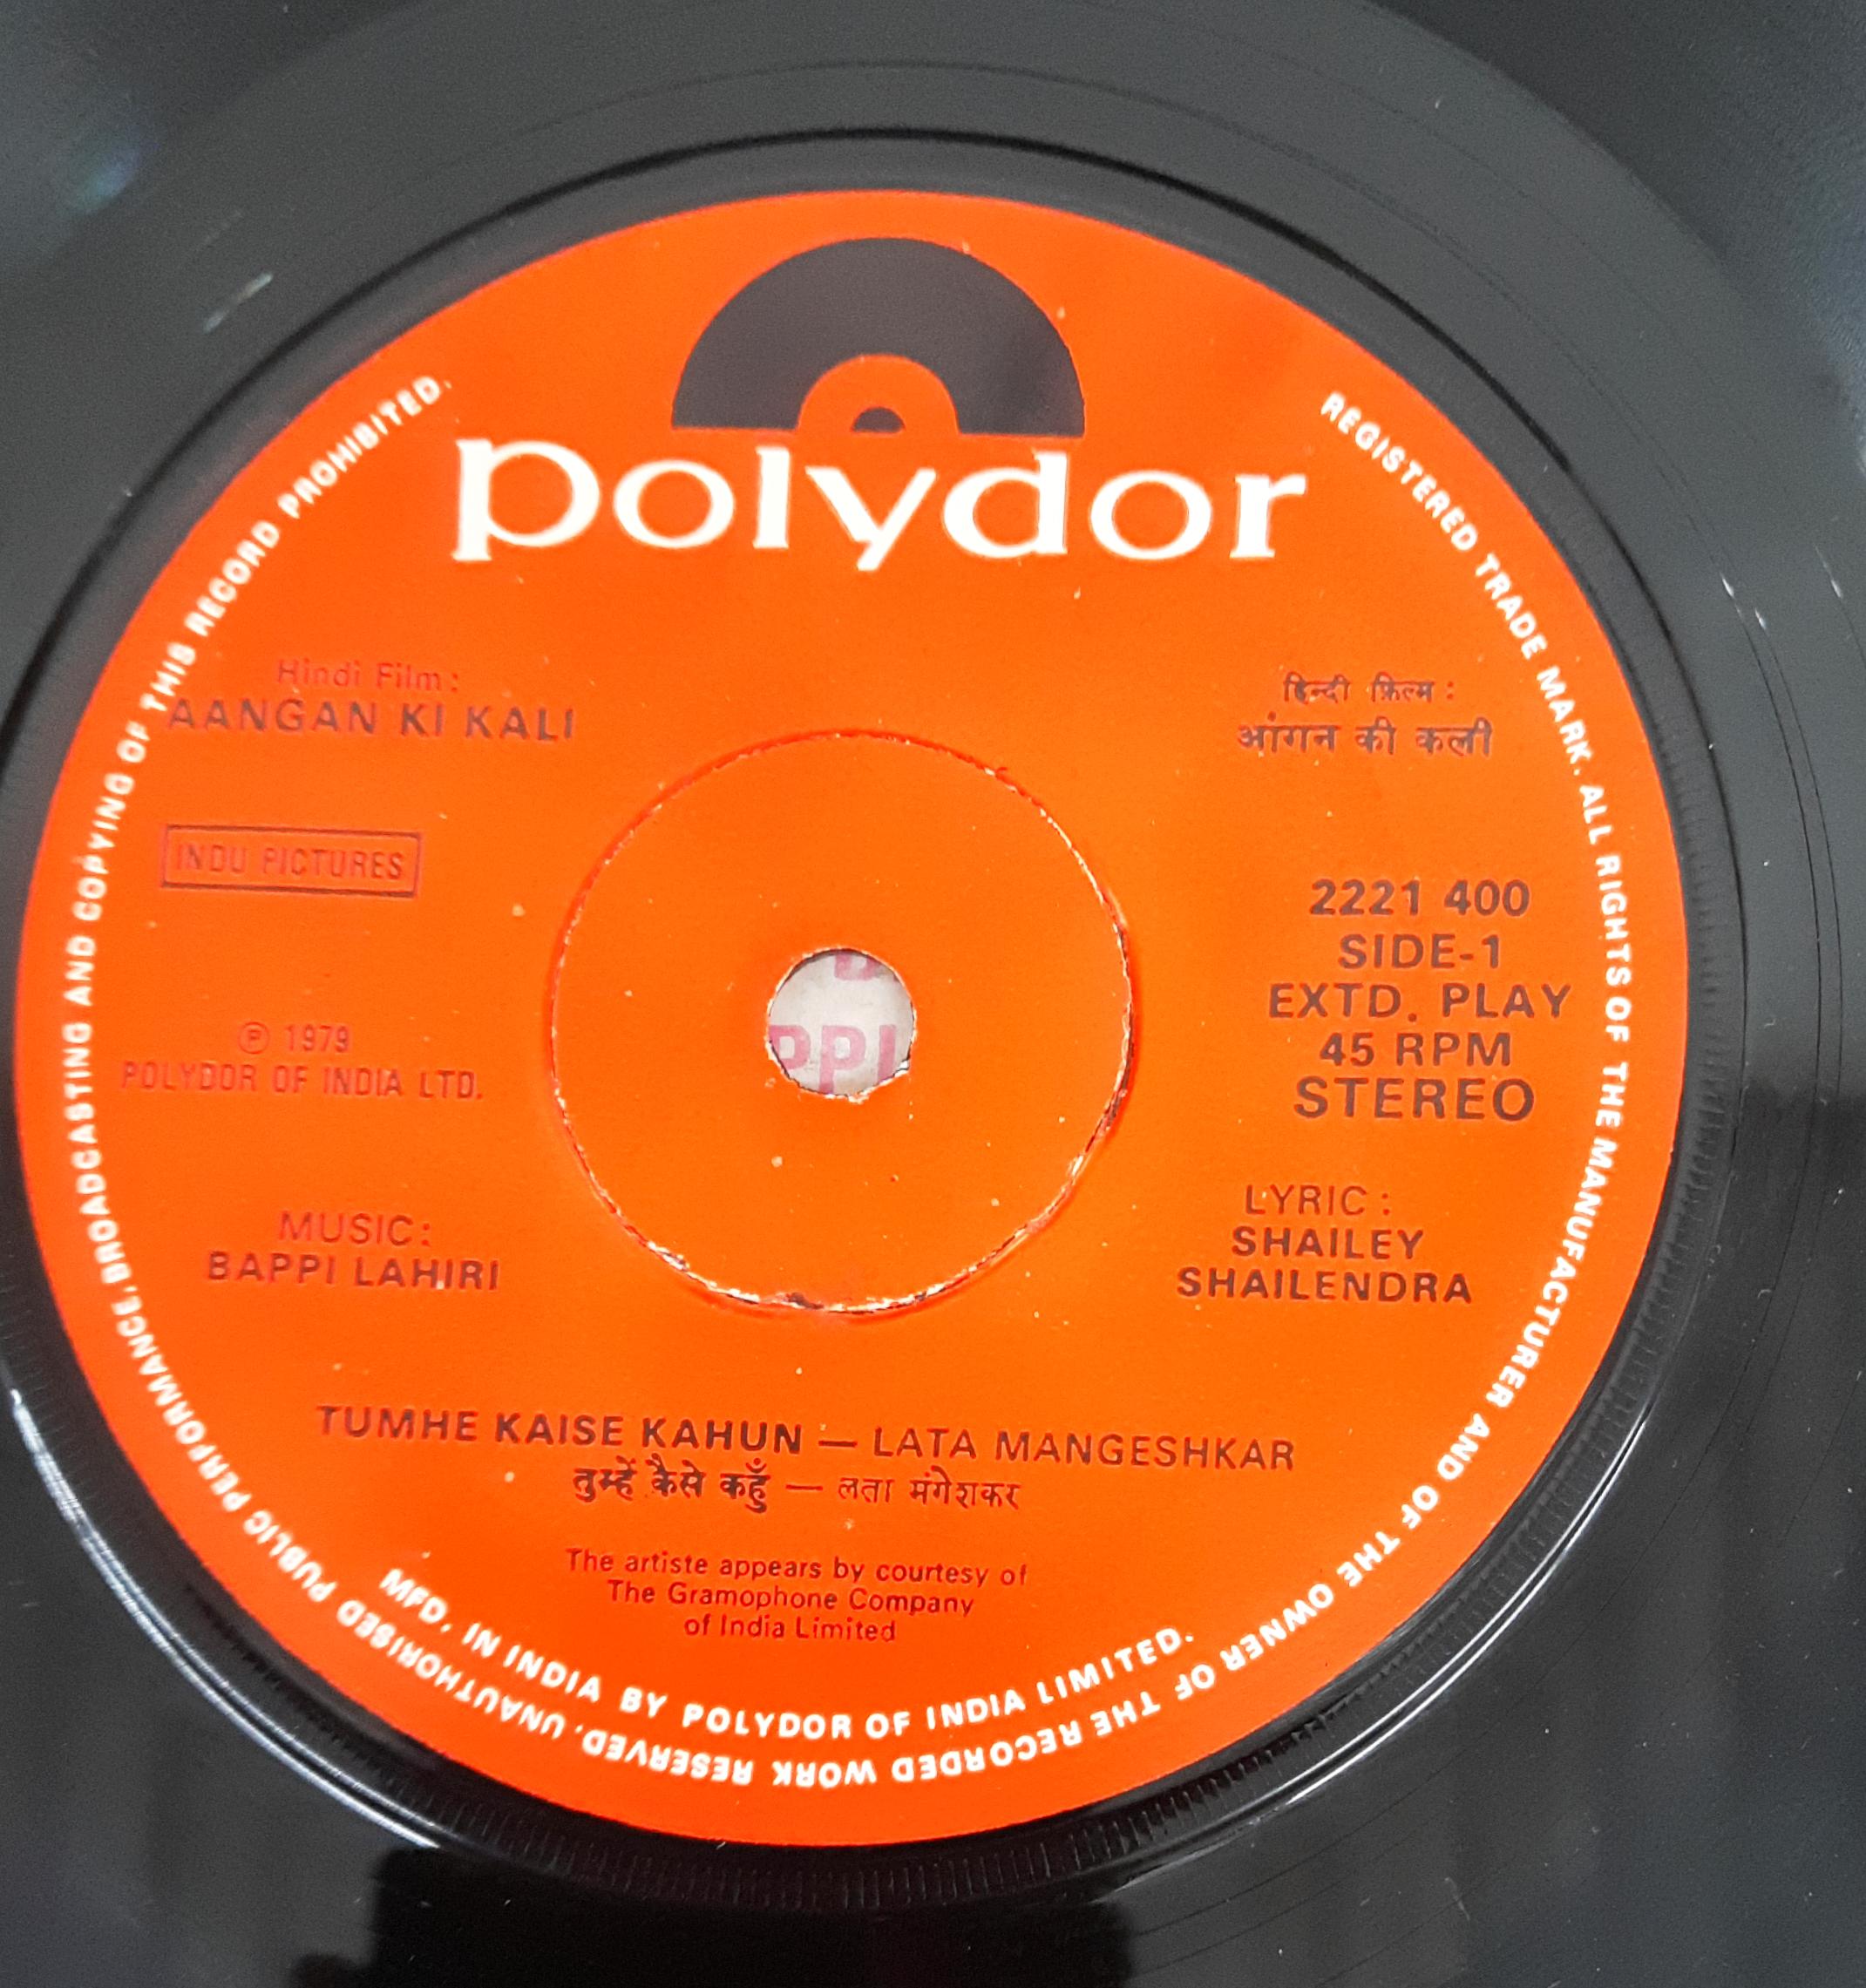 polydor
Hindi Film :
AANGAN KI KALI
हिन्दी फ़िल्म :
आंगन की कली
INDU PICTURES
2221 400
SIDE-1
EXTD. PLAY
45 RPM
STEREO
℗ 1979
POLYDOR OF INDIA LTD.
PPI
MUSIC:
BAPPI LAHIRI
LYRIC :
SHAILEY
SHAILENDRA
TUMHE KAISE KAHUN — LATA MANGESHKAR
तुम्हें कैसे कहूँ — लता मंगेशकर
The artiste appears by courtesy of
The Gramophone Company
of India Limited
MFD. IN INDIA BY POLYDOR OF INDIA LIMITED.
REGISTERED TRADE MARK. ALL RIGHTS OF THE MANUFACTURER AND OF THE OWNER OF THE RECORDED WORK RESERVED. UNAUTHORISED PUBLIC PERFORMANCE, BROADCASTING AND COPYING OF THIS RECORD PROHIBITED.